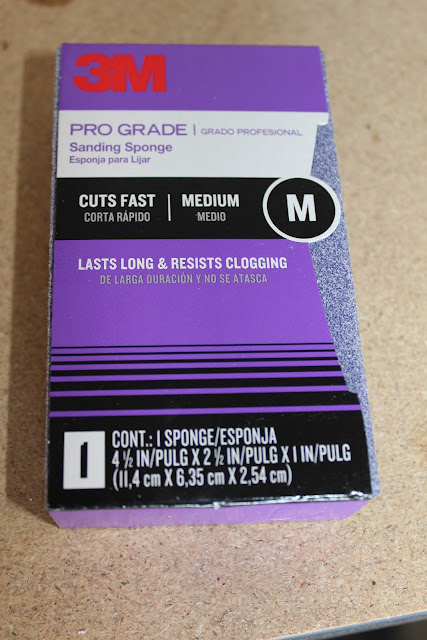 3M
PRO GRADE | GRADO PROFESIONAL
Sanding Sponge
Esponja para Lijar
CUTS FAST | MEDIUM M
CORTA RÁPIDO MEDIO
LASTS LONG & RESISTS CLOGGING
DE LARGA DURACIÓN Y NO SE ATASCA
1 CONT.: 1 SPONGE/ESPONJA
4 ½ IN/PULG X 2 ½ IN/PULG X 1 IN/PULG
(11,4 cm X 6,35 cm X 2,54 cm)